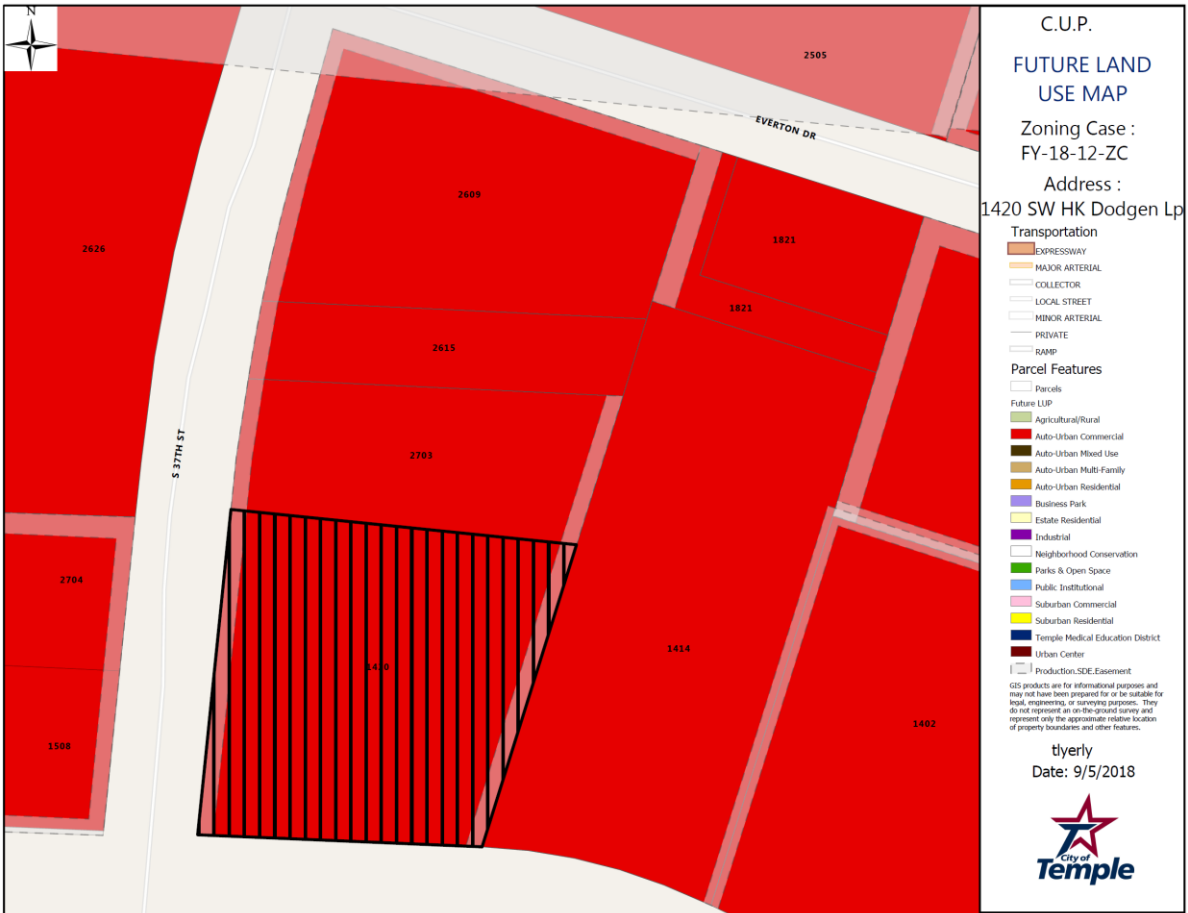 N
2505
EVERTON DR
2609
2626
1821
1821
2615
S 37TH ST
2703
2704
1420
1414
1402
1508
C.U.P.
FUTURE LAND
USE MAP
Zoning Case :
FY-18-12-ZC
Address :
1420 SW HK Dodgen Lp
Transportation
EXPRESSWAY
MAJOR ARTERIAL
COLLECTOR
LOCAL STREET
MINOR ARTERIAL
PRIVATE
RAMP
Parcel Features
Parcels
Future LUP
Agricultural/Rural
Auto-Urban Commercial
Auto-Urban Mixed Use
Auto-Urban Multi-Family
Auto-Urban Residential
Business Park
Estate Residential
Industrial
Neighborhood Conservation
Parks & Open Space
Public Institutional
Suburban Commercial
Suburban Residential
Temple Medical Education District
Urban Center
Production.SDE.Easement
GIS products are for informational purposes and
may not have been prepared for or be suitable for
legal, engineering, or surveying purposes. They
do not represent an on-the-ground survey and
represent only the approximate relative location
of property boundaries and other features.
tlyerly
Date: 9/5/2018
City of
Temple